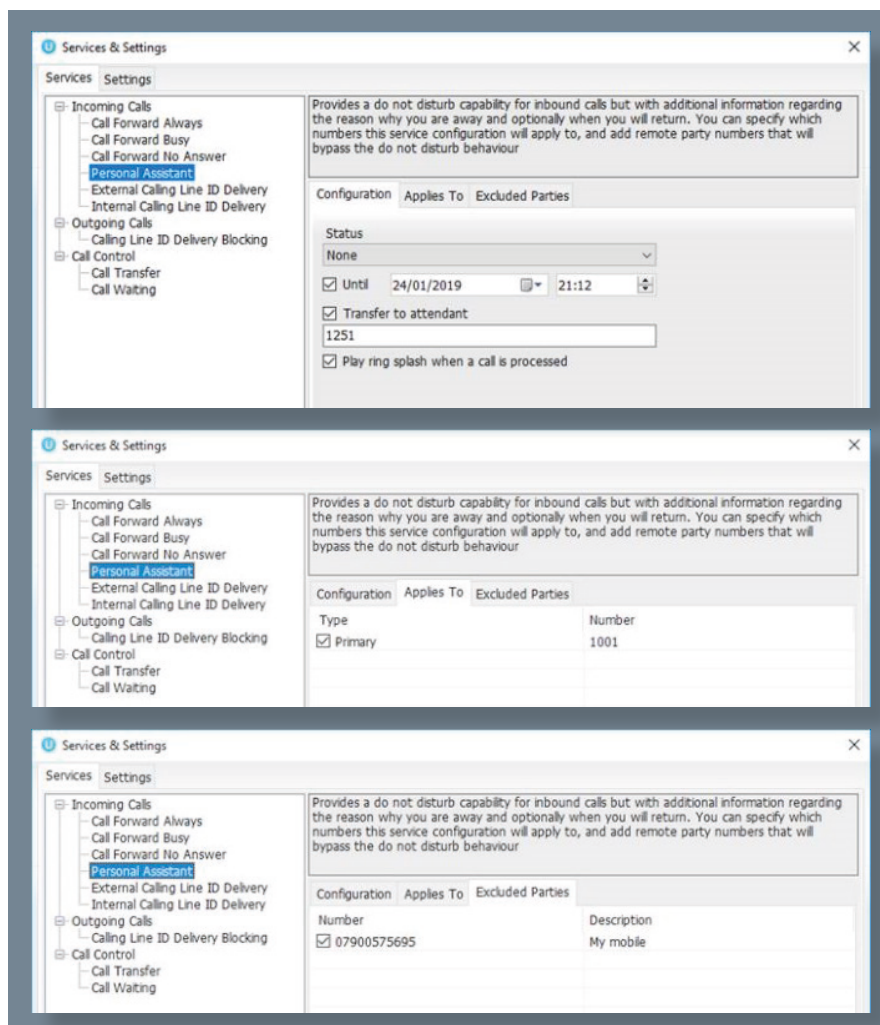 Services & Settings
Services Settings
Incoming Calls
Call Forward Always
Call Forward Busy
Call Forward No Answer
Personal Assistant
External Calling Line ID Delivery
Internal Calling Line ID Delivery
Outgoing Calls
Calling Line ID Delivery Blocking
Call Control
Call Transfer
Call Waiting
Provides a do not disturb capability for inbound calls but with additional information regarding
the reason why you are away and optionally when you will return. You can specify which
numbers this service configuration will apply to, and add remote party numbers that will
bypass the do not disturb behaviour
Configuration Applies To Excluded Parties
Status
None
Until 24/01/2019 21:12
Transfer to attendant
1251
Play ring splash when a call is processed
Services & Settings
Services Settings
Incoming Calls
Call Forward Always
Call Forward Busy
Call Forward No Answer
Personal Assistant
External Calling Line ID Delivery
Internal Calling Line ID Delivery
Outgoing Calls
Calling Line ID Delivery Blocking
Call Control
Call Transfer
Call Waiting
Provides a do not disturb capability for inbound calls but with additional information regarding
the reason why you are away and optionally when you will return. You can specify which
numbers this service configuration will apply to, and add remote party numbers that will
bypass the do not disturb behaviour
Configuration Applies To Excluded Parties
Type Number
Primary 1001
Services & Settings
Services Settings
Incoming Calls
Call Forward Always
Call Forward Busy
Call Forward No Answer
Personal Assistant
External Calling Line ID Delivery
Internal Calling Line ID Delivery
Outgoing Calls
Calling Line ID Delivery Blocking
Call Control
Call Transfer
Call Waiting
Provides a do not disturb capability for inbound calls but with additional information regarding
the reason why you are away and optionally when you will return. You can specify which
numbers this service configuration will apply to, and add remote party numbers that will
bypass the do not disturb behaviour
Configuration Applies To Excluded Parties
Number Description
07900575695 My mobile